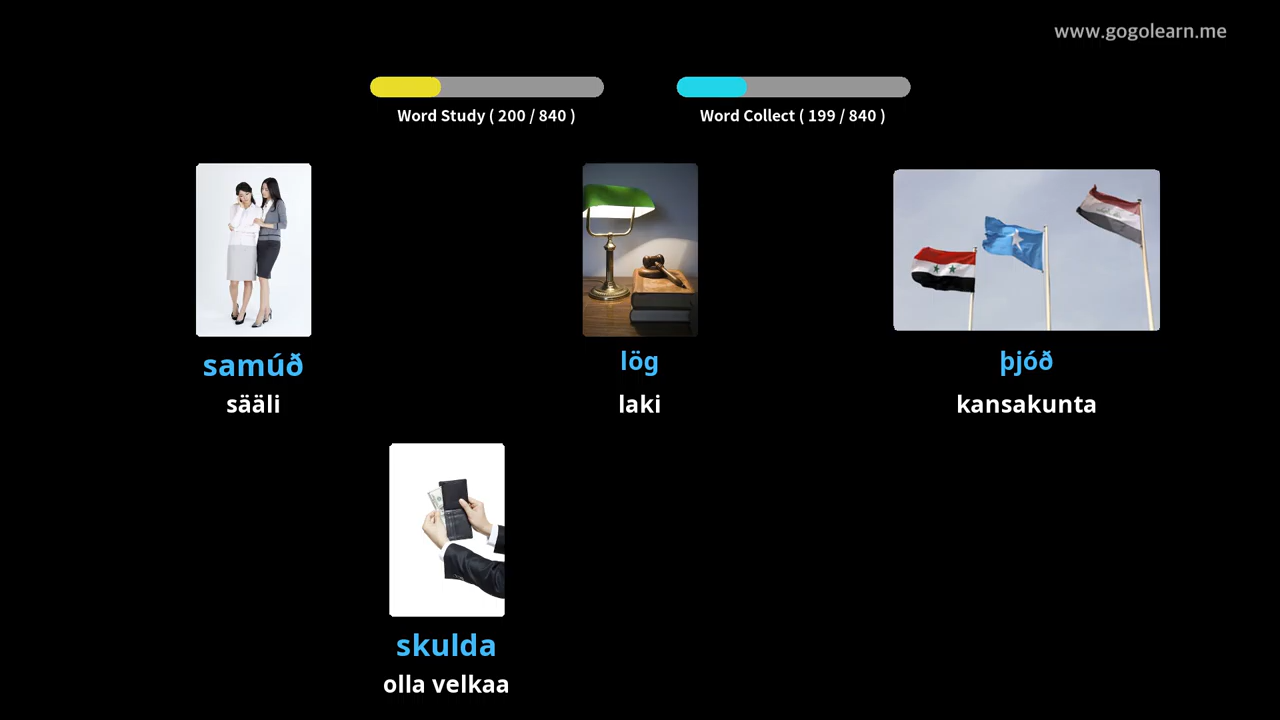 www.gogolearn.me
Word Study ( 200 / 840 )
Word Collect ( 199 / 840 )
samúð
sääli
lög
laki
þjóð
kansakunta
skulda
olla velkaa